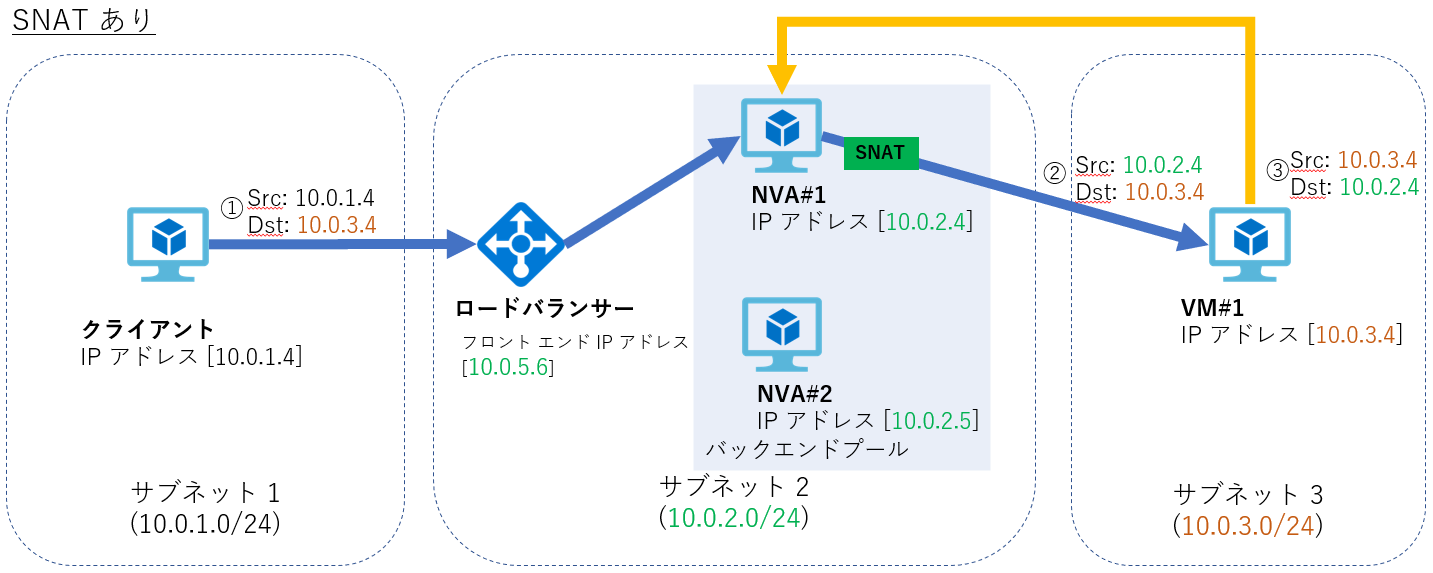 SNAT あり
① Src: 10.0.1.4
Dst: 10.0.3.4
クライアント
IP アドレス [10.0.1.4]
サブネット 1
(10.0.1.0/24)
ロードバランサー
フロント エンド IP アドレス
[10.0.5.6]
NVA#1
IP アドレス [10.0.2.4]
SNAT
NVA#2
IP アドレス [10.0.2.5]
バックエンドプール
サブネット 2
(10.0.2.0/24)
② Src: 10.0.2.4
Dst: 10.0.3.4
③ Src: 10.0.3.4
Dst: 10.0.2.4
VM#1
IP アドレス [10.0.3.4]
サブネット 3
(10.0.3.0/24)